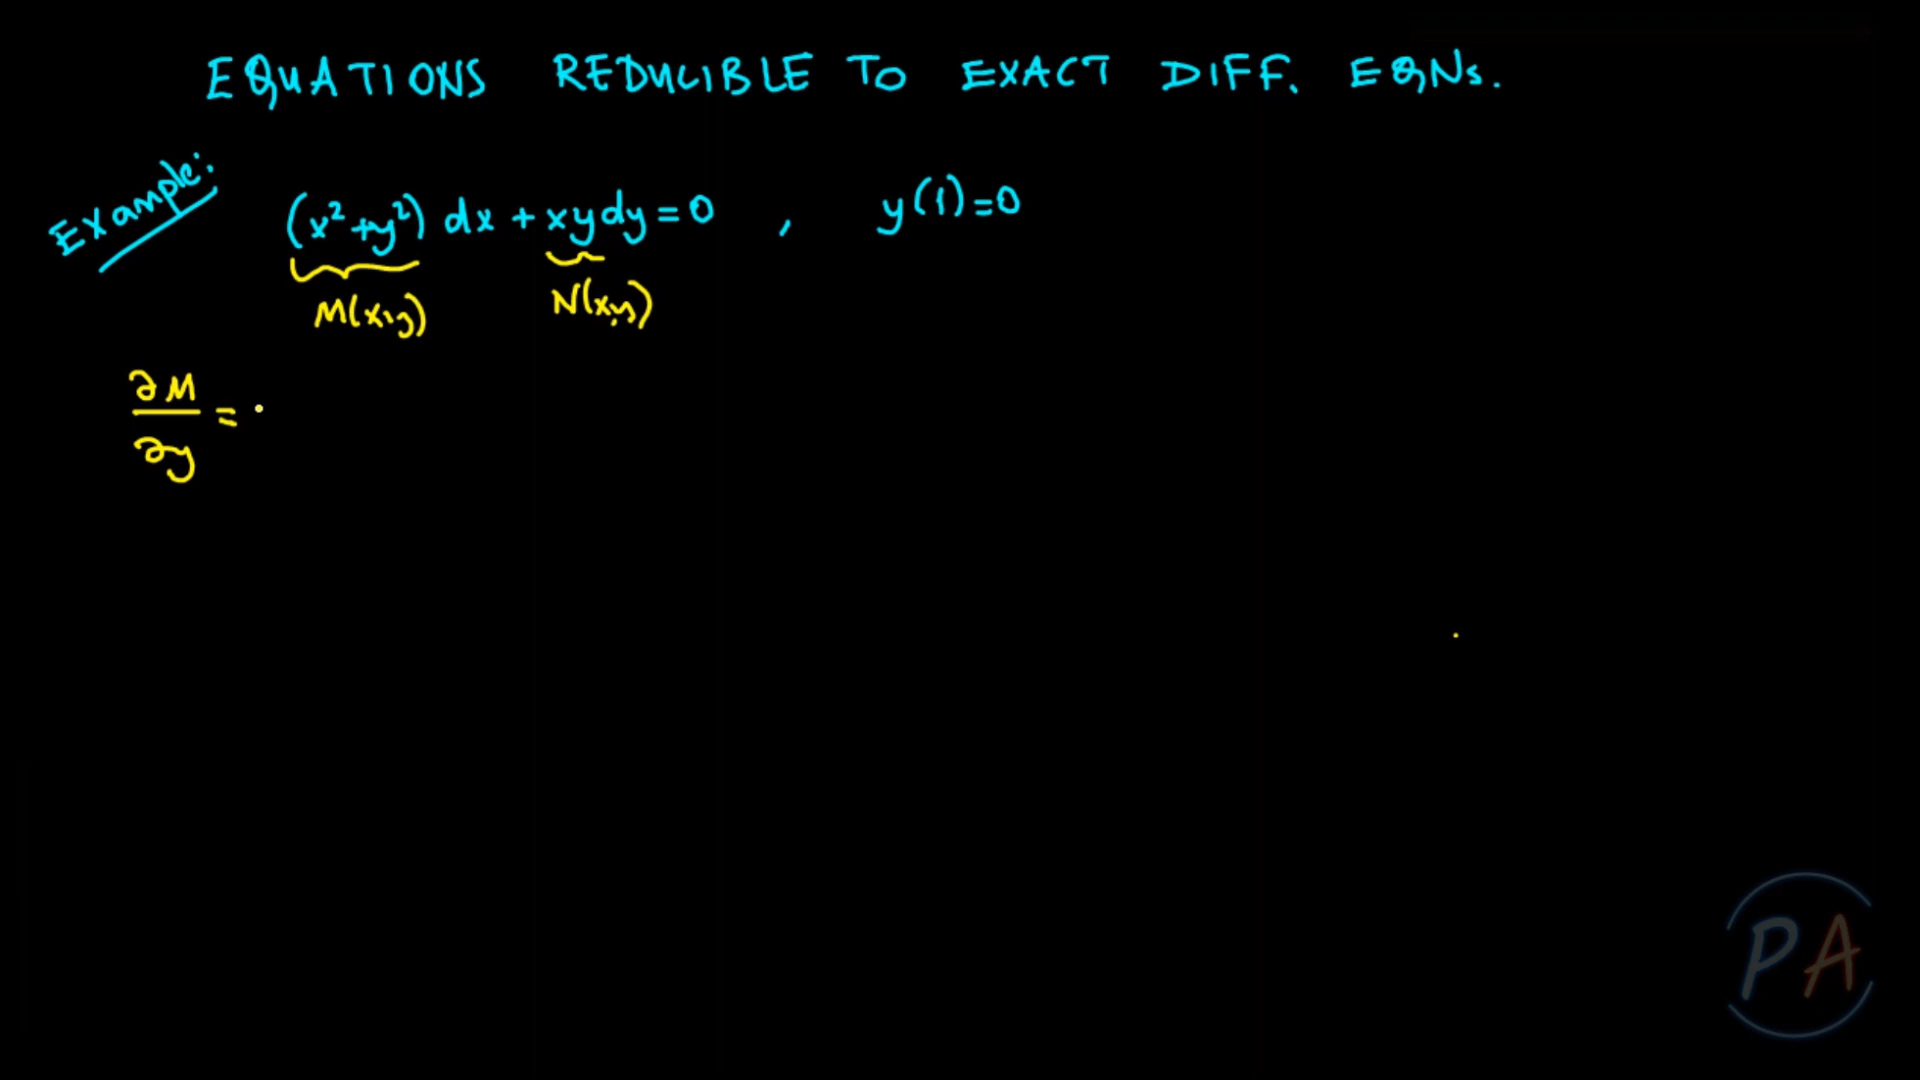 EQUATIONS REDUCIBLE TO EXACT DIFF. EQNs.
Example: (x²+y²) dx + xy dy = 0 , y(1)=0
M(x,y) N(x,y)
∂M/∂y =
PA